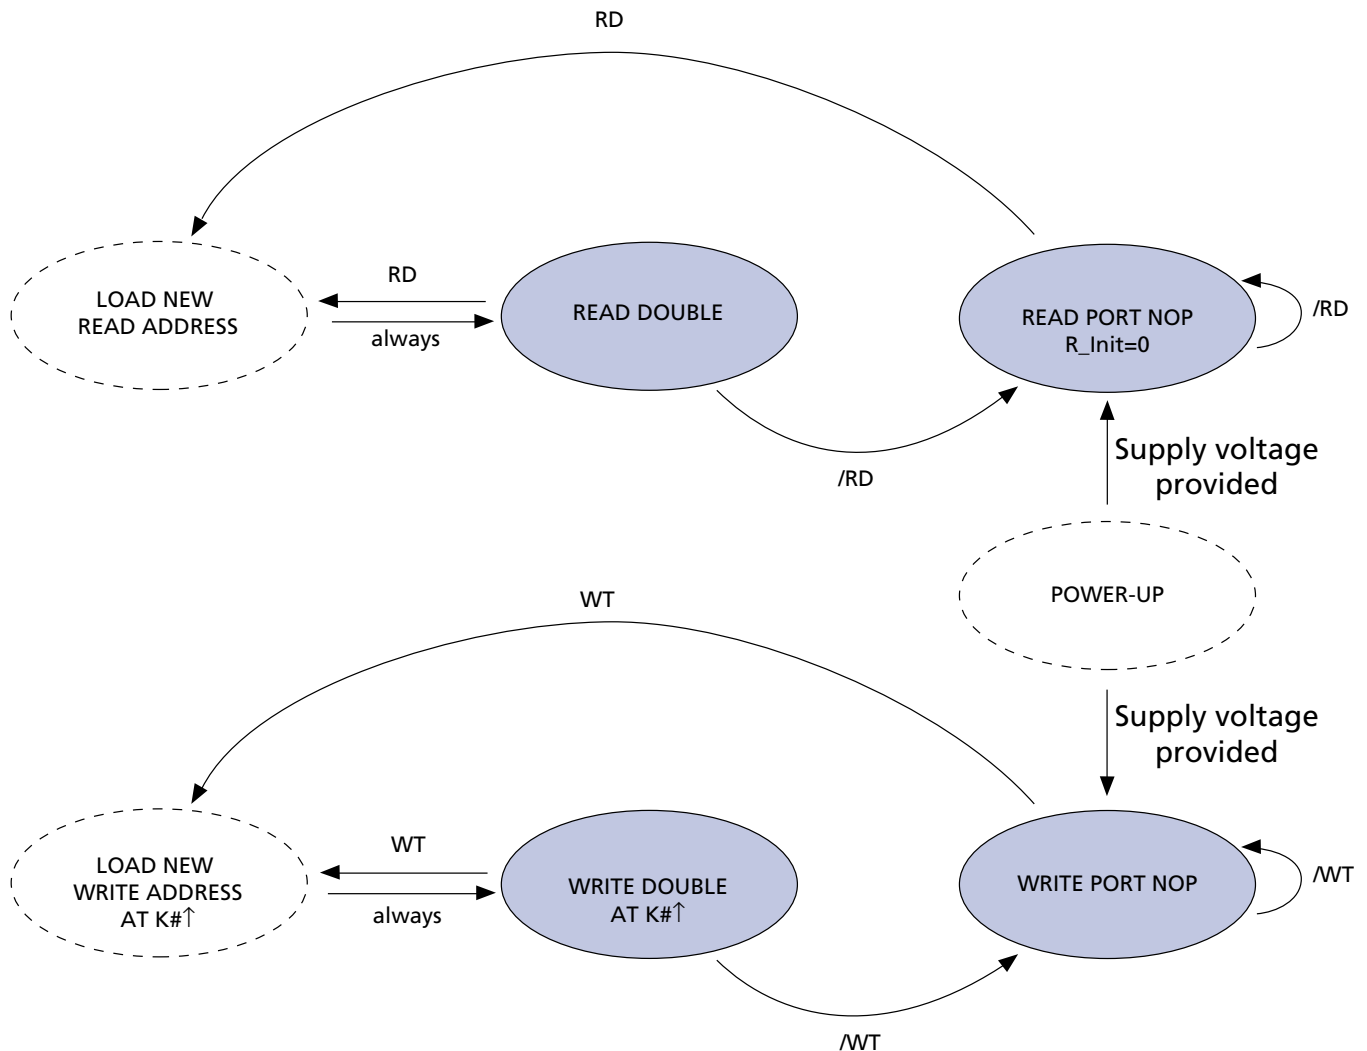 RD
LOAD NEW
READ ADDRESS
RD
always
READ DOUBLE
READ PORT NOP
R_Init=0
/RD
/RD
Supply voltage
provided
POWER-UP
Supply voltage
provided
WT
LOAD NEW
WRITE ADDRESS
AT K#↑
WT
always
WRITE DOUBLE
AT K#↑
WRITE PORT NOP
/WT
/WT